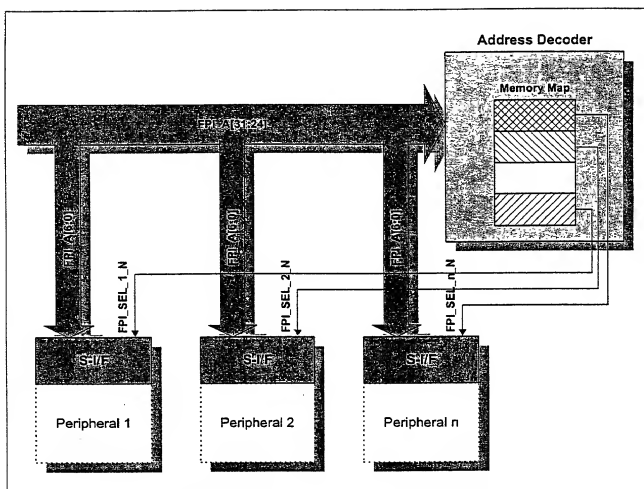 Address Decoder
Memory Map
FPI_A[31:24]
FPI_A[6:0]
FPI_A[6:0]
FPI_A[6:0]
FPI_SEL_1_N
FPI_SEL_2_N
FPI_SEL_n_N
S-I/F
S-I/F
S-I/F
Peripheral 1
Peripheral 2
Peripheral n